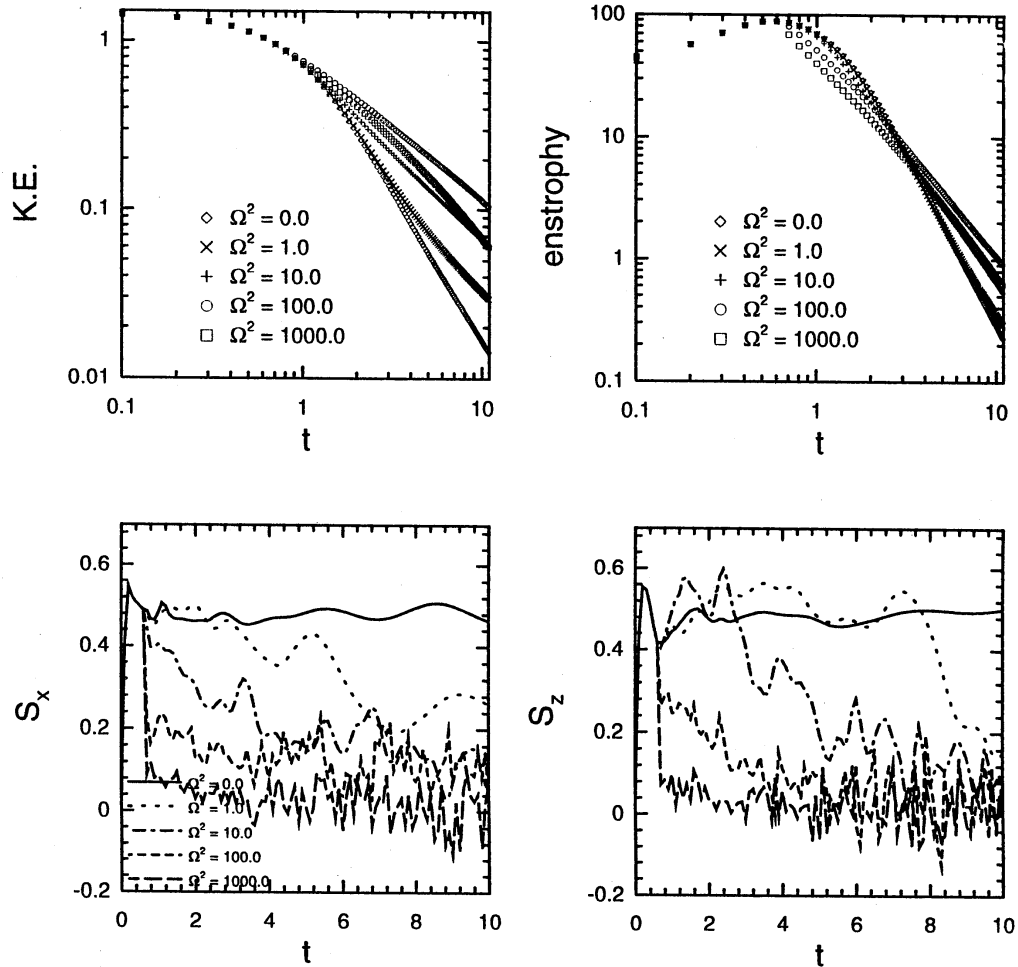 K.E.
1
0.1
0.01
Ω² = 0.0
Ω² = 1.0
Ω² = 10.0
Ω² = 100.0
Ω² = 1000.0
0.1
1
10
t
enstrophy
100
10
1
0.1
Ω² = 0.0
Ω² = 1.0
Ω² = 10.0
Ω² = 100.0
Ω² = 1000.0
0.1
1
10
t
Sx
0.6
0.4
0.2
0
-0.2
Ω² = 0.0
Ω² = 1.0
Ω² = 10.0
Ω² = 100.0
Ω² = 1000.0
0
2
4
6
8
10
t
Sz
0.6
0.4
0.2
0
-0.2
0
2
4
6
8
10
t